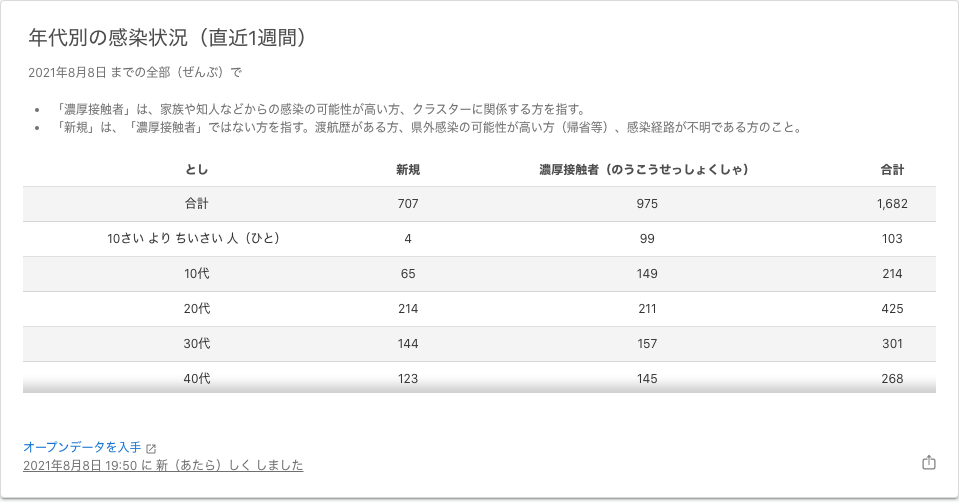 年代別の感染状況（直近1週間）
2021年8月8日 までの全部（ぜんぶ）で
• 「濃厚接触者」は、家族や知人などからの感染の可能性が高い方、クラスターに関係する方を指す。
• 「新規」は、「濃厚接触者」ではない方を指す。渡航歴がある方、県外感染の可能性が高い方（帰省等）、感染経路が不明である方のこと。
とし 新規 濃厚接触者（のうこうせっしょくしゃ） 合計
合計 707 975 1,682
10さい より ちいさい 人（ひと） 4 99 103
10代 65 149 214
20代 214 211 425
30代 144 157 301
40代 123 145 268
オープンデータを入手
2021年8月8日 19:50 に 新（あたら）しく しました